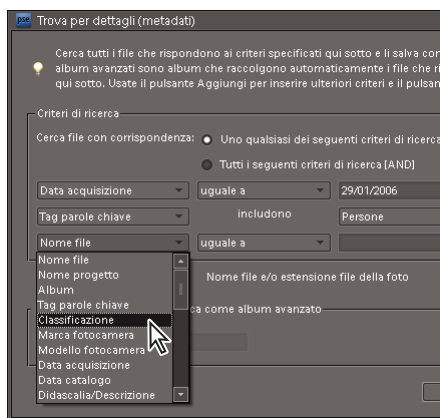 pse Trova per dettagli (metadati)
Cerca tutti i file che rispondono ai criteri specificati qui sotto e li salva con
album avanzati sono album che raccolgono automaticamente i file che ri
qui sotto. Usate il pulsante Aggiungi per inserire ulteriori criteri e il pulsan
Criteri di ricerca
Cerca file con corrispondenza: Uno qualsiasi dei seguenti criteri di ricerca
Tutti i seguenti criteri di ricerca [AND]
Data acquisizione uguale a 29/01/2006
Tag parole chiave includono Persone
Nome file uguale a
Nome file
Nome progetto Nome file e/o estensione file della foto
Album
Tag parole chiave ca come album avanzato
Classificazione
Marca fotocamera
Modello fotocamera
Data acquisizione
Data catalogo
Didascalia/Descrizione